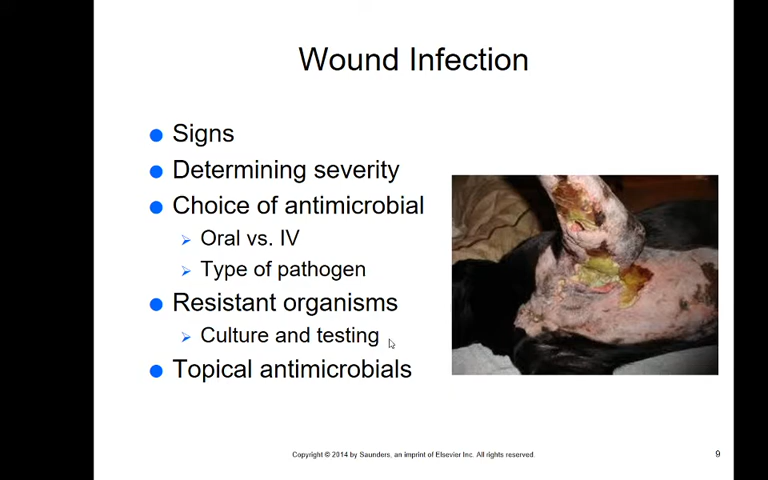 Wound Infection
Signs
Determining severity
Choice of antimicrobial
Oral vs. IV
Type of pathogen
Resistant organisms
Culture and testing
Topical antimicrobials
Copyright © 2014 by Saunders, an imprint of Elsevier Inc. All rights reserved.
9